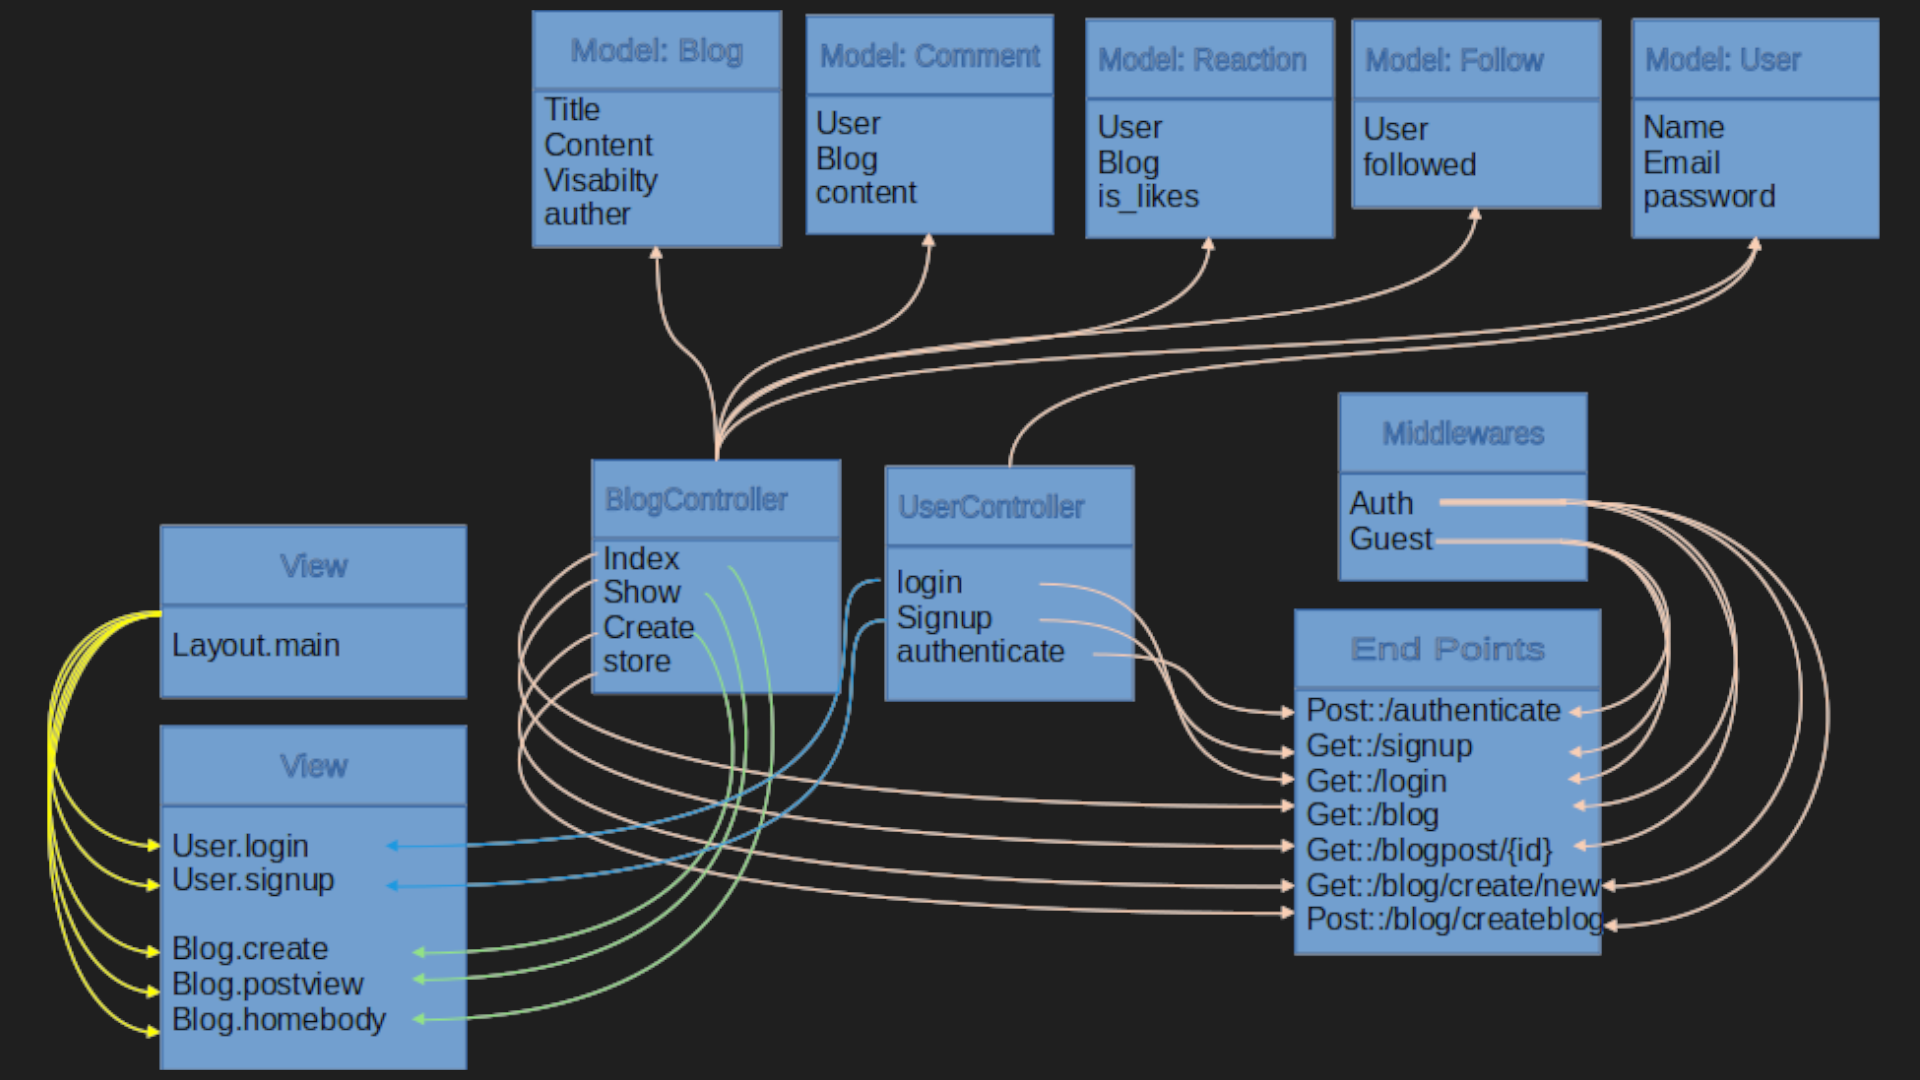 Model: Blog
Title
Content
Visabilty
auther
Model: Comment
User
Blog
content
Model: Reaction
User
Blog
is_likes
Model: Follow
User
followed
Model: User
Name
Email
password
Middlewares
Auth
Guest
BlogController
Index
Show
Create
store
UserController
login
Signup
authenticate
View
Layout.main
View
User.login
User.signup
Blog.create
Blog.postview
Blog.homebody
End Points
Post::/authenticate
Get::/signup
Get::/login
Get::/blog
Get::/blogpost/{id}
Get::/blog/create/new
Post::/blog/createblog